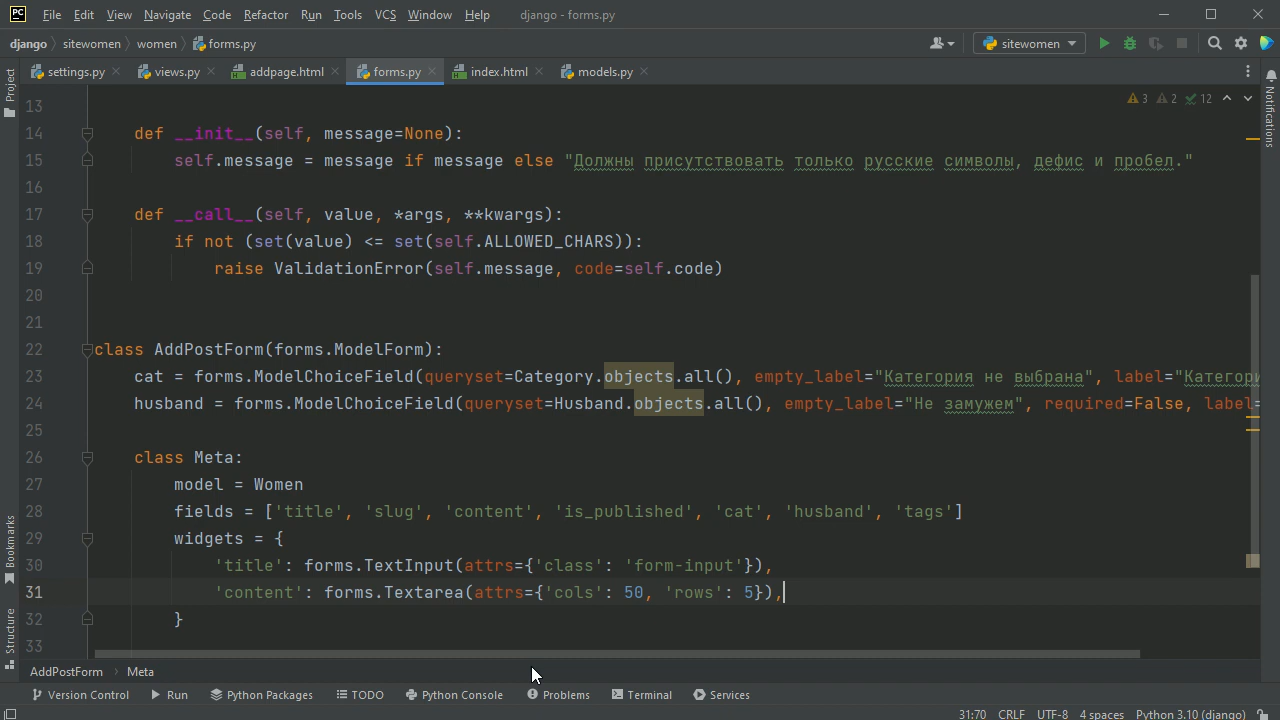 PC File Edit View Navigate Code Refactor Run Tools VCS Window Help django - forms.py
django sitewomen women forms.py sitewomen
settings.py views.py addpage.html forms.py index.html models.py
Project
Notifications
Bookmarks
Structure
3 2 12
13
14 def __init__(self, message=None):
15 self.message = message if message else "Должны присутствовать только русские символы, дефис и пробел."
16
17 def __call__(self, value, *args, **kwargs):
18 if not (set(value) <= set(self.ALLOWED_CHARS)):
19 raise ValidationError(self.message, code=self.code)
20
21
22 class AddPostForm(forms.ModelForm):
23 cat = forms.ModelChoiceField(queryset=Category.objects.all(), empty_label="Категория не выбрана", label="Категори
24 husband = forms.ModelChoiceField(queryset=Husband.objects.all(), empty_label="Не замужем", required=False, label=
25
26 class Meta:
27 model = Women
28 fields = ['title', 'slug', 'content', 'is_published', 'cat', 'husband', 'tags']
29 widgets = {
30 'title': forms.TextInput(attrs={'class': 'form-input'}),
31 'content': forms.Textarea(attrs={'cols': 50, 'rows': 5}),
32 }
33
AddPostForm Meta
Version Control Run Python Packages TODO Python Console Problems Terminal Services
31:70 CRLF UTF-8 4 spaces Python 3.10 (django)